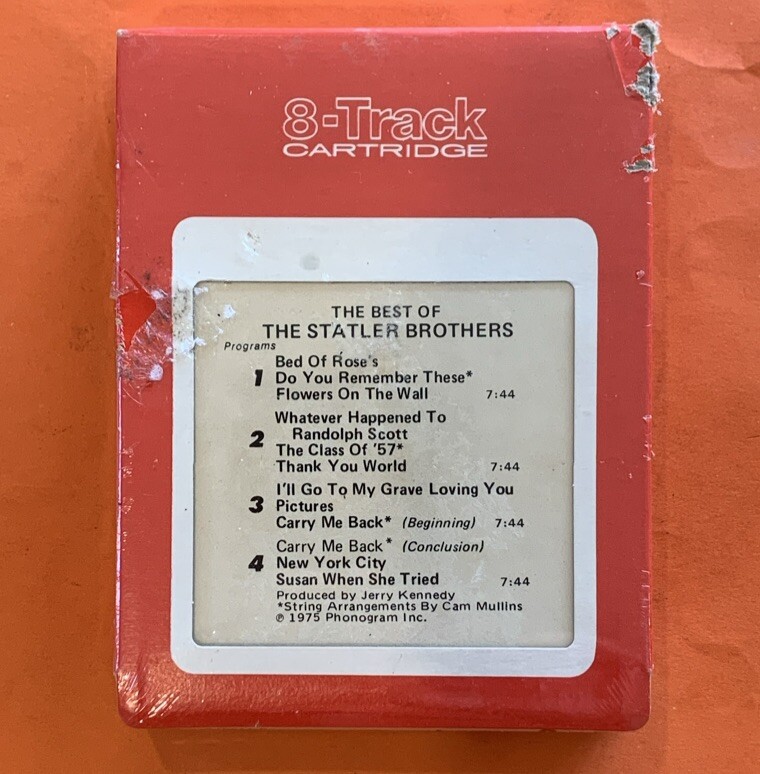 8-Track
CARTRIDGE
THE BEST OF
THE STATLER BROTHERS
Programs
Bed Of Rose's
1 Do You Remember These*
Flowers On The Wall 7:44
Whatever Happened To
2 Randolph Scott
The Class Of '57*
Thank You World 7:44
I'll Go To My Grave Loving You
3 Pictures
Carry Me Back* (Beginning) 7:44
Carry Me Back* (Conclusion)
4 New York City
Susan When She Tried 7:44
Produced by Jerry Kennedy
*String Arrangements By Cam Mullins
℗ 1975 Phonogram Inc.